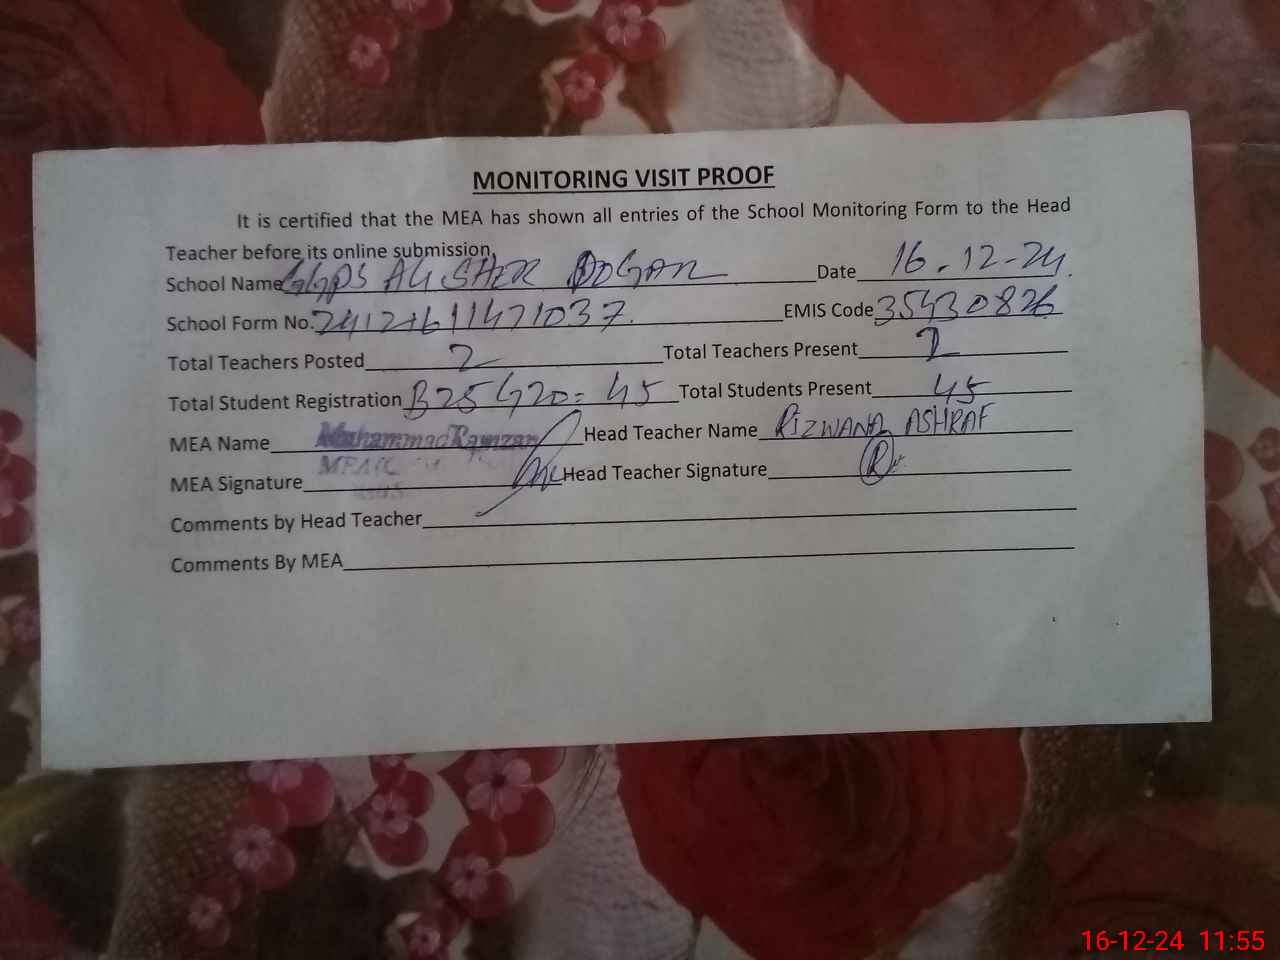 MONITORING VISIT PROOF
It is certified that the MEA has shown all entries of the School Monitoring Form to the Head
Teacher before its online submission.
School Name GGPS ALI SHER DOGAR Date 16-12-24.
School Form No. 24121611471037. EMIS Code 35430826
Total Teachers Posted 2 Total Teachers Present 2
Total Student Registration B25 G20= 45 Total Students Present 45
MEA Name Muhammad Ramzan Head Teacher Name RIZWANA ASHRAF
MEA Signature Head Teacher Signature
Comments by Head Teacher
Comments By MEA
16-12-24 11:55